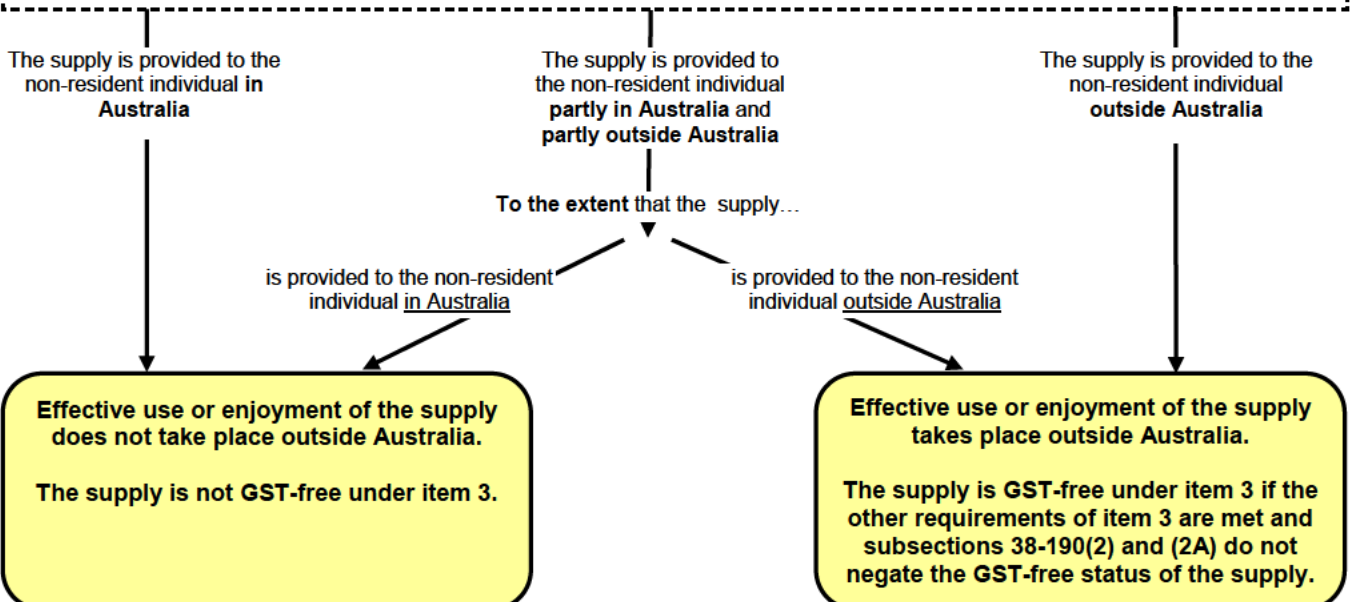 The supply is provided to the
non-resident individual in
Australia
The supply is provided to
the non-resident individual
partly in Australia and
partly outside Australia
The supply is provided to the
non-resident individual
outside Australia
To the extent that the  supply…
is provided to the non-resident
individual in Australia
is provided to the non-resident
individual outside Australia
Effective use or enjoyment of the supply
does not take place outside Australia.
The supply is not GST-free under item 3.
Effective use or enjoyment of the supply
takes place outside Australia.
The supply is GST-free under item 3 if the
other requirements of item 3 are met and
subsections 38-190(2) and (2A) do not
negate the GST-free status of the supply.